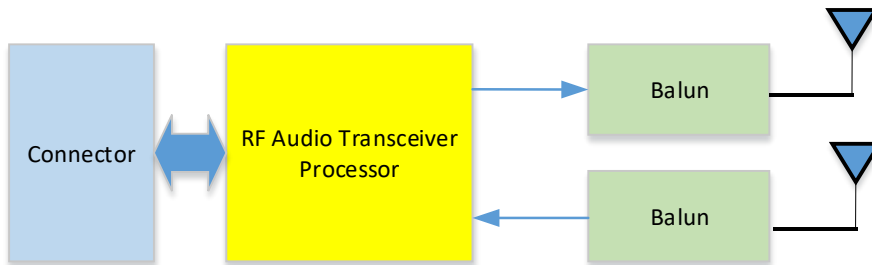 Connector
RF Audio Transceiver
Processor
Balun
Balun